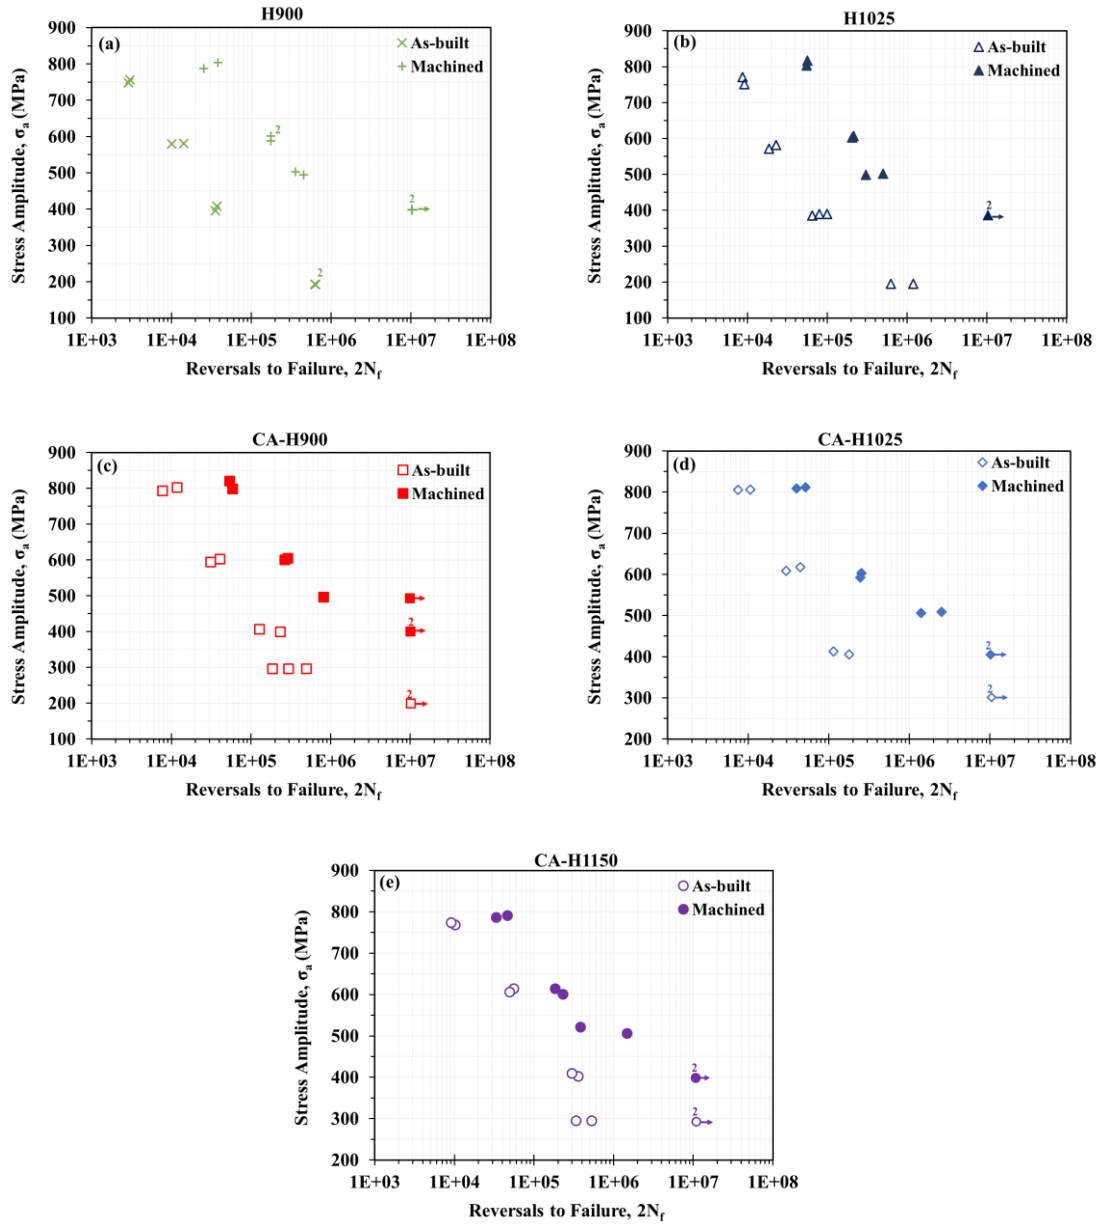 H900
(a)
As-built
Machined
900
800
700
600
500
400
300
200
100
2
2
2
1E+03 1E+04 1E+05 1E+06 1E+07 1E+08
Stress Amplitude, σa (MPa)
Reversals to Failure, 2Nf
H1025
(b)
As-built
Machined
900
800
700
600
500
400
300
200
100
2
1E+03 1E+04 1E+05 1E+06 1E+07 1E+08
Stress Amplitude, σa (MPa)
Reversals to Failure, 2Nf
CA-H900
(c)
As-built
Machined
900
800
700
600
500
400
300
200
100
2
2
1E+03 1E+04 1E+05 1E+06 1E+07 1E+08
Stress Amplitude, σa (MPa)
Reversals to Failure, 2Nf
CA-H1025
(d)
As-built
Machined
900
800
700
600
500
400
300
200
2
2
1E+03 1E+04 1E+05 1E+06 1E+07 1E+08
Stress Amplitude, σa (MPa)
Reversals to Failure, 2Nf
CA-H1150
(e)
As-built
Machined
900
800
700
600
500
400
300
200
2
2
1E+03 1E+04 1E+05 1E+06 1E+07 1E+08
Stress Amplitude, σa (MPa)
Reversals to Failure, 2Nf